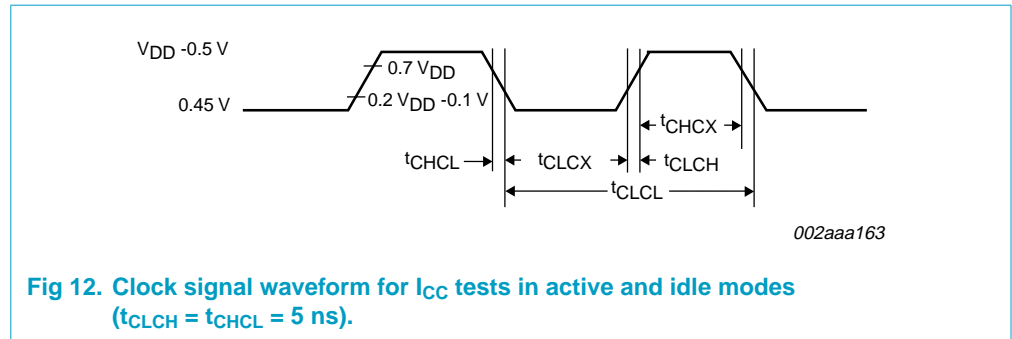 VDD -0.5 V
0.7 VDD
0.2 VDD -0.1 V
0.45 V
tCHCX
tCHCL tCLCX tCLCH
tCLCL
002aaa163
Fig 12. Clock signal waveform for ICC tests in active and idle modes
(tCLCH = tCHCL = 5 ns).